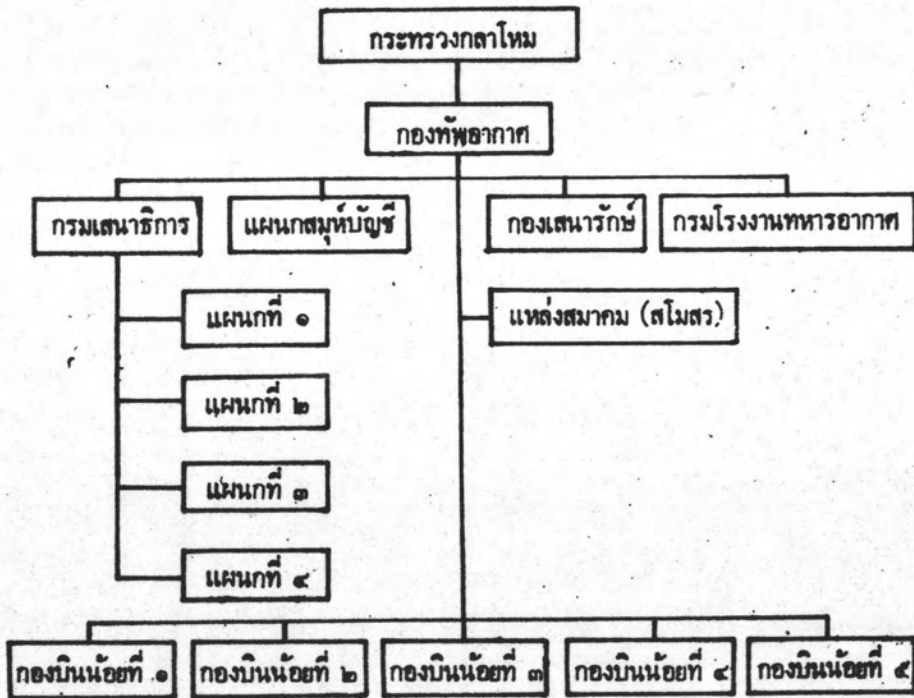 กระทรวงกลาโหม
กองทัพอากาศ
กรมเสนาธิการ
แผนกสมุห์บัญชี
กองเสนารักษ์
กรมโรงงานทหารอากาศ
แผนกที่ ๑
แหล่งสมาคม (สโมสร)
แผนกที่ ๒
แผนกที่ ๓
แผนกที่ ๔
กองบินน้อยที่ ๑
กองบินน้อยที่ ๒
กองบินน้อยที่ ๓
กองบินน้อยที่ ๔
กองบินน้อยที่ ๕